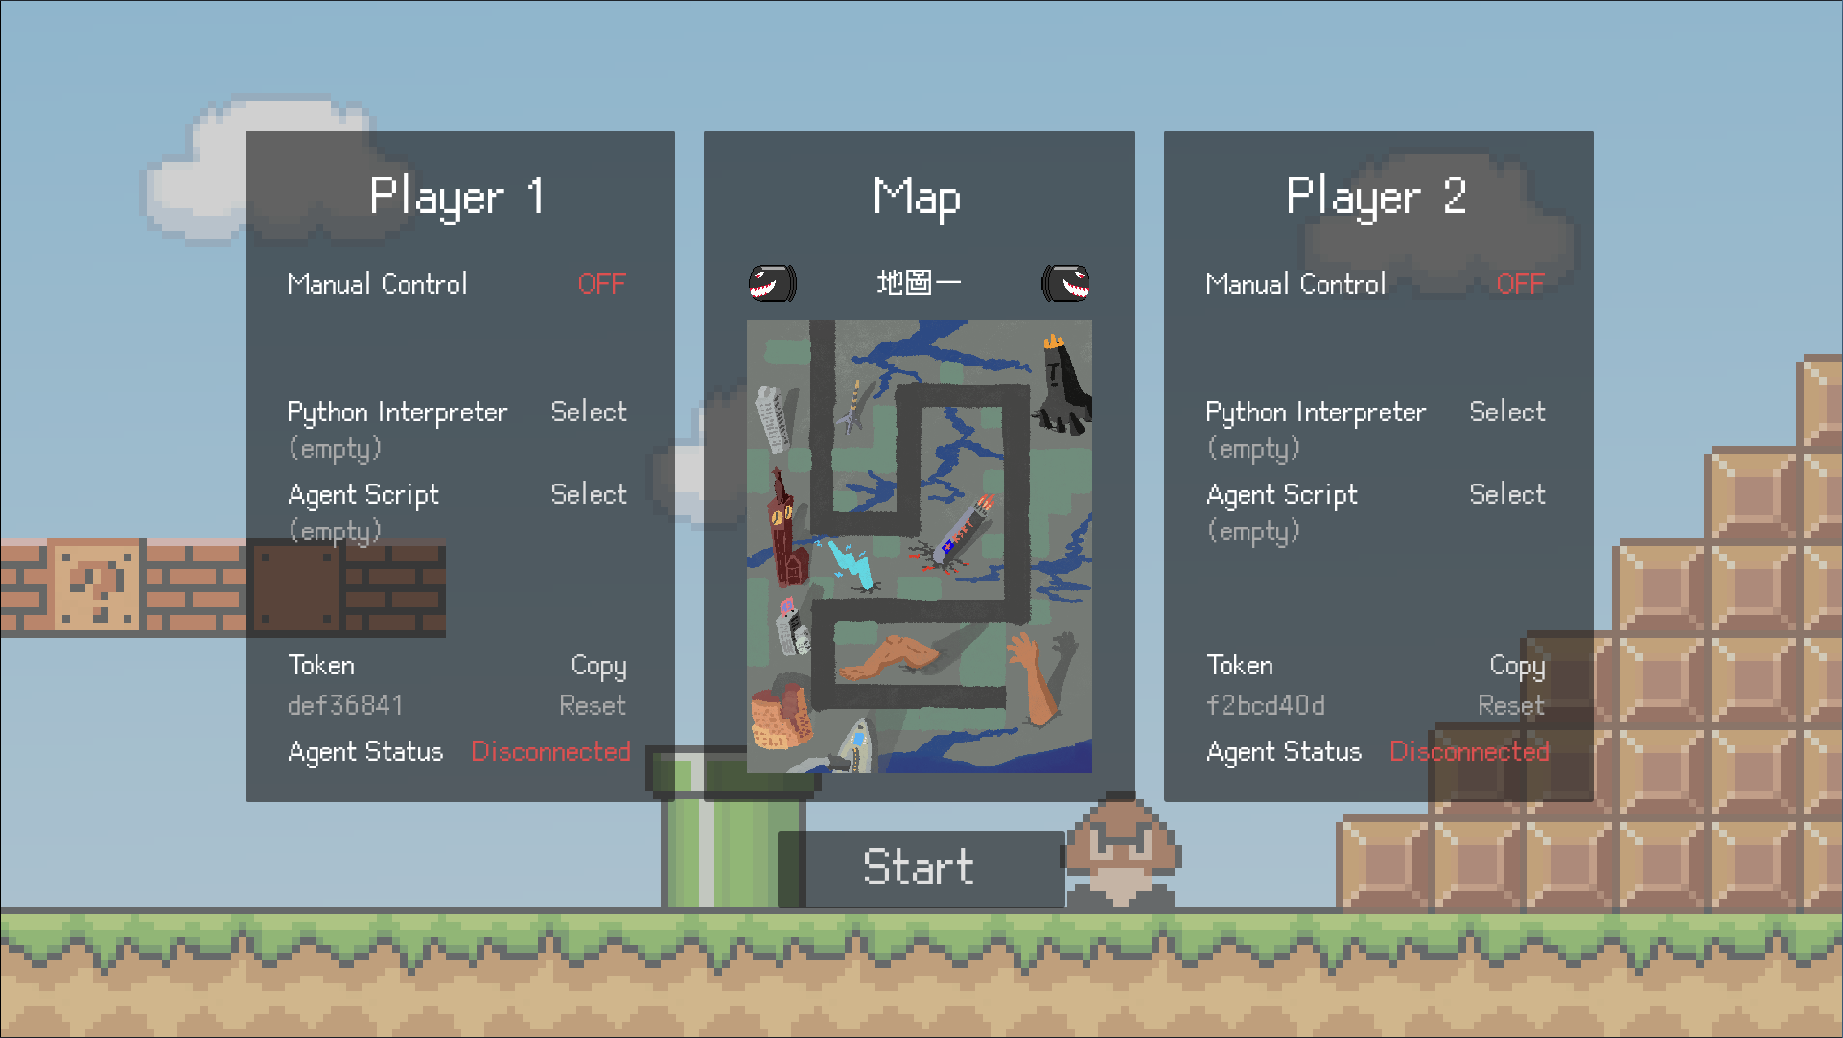 Player 1
Manual Control OFF
Python Interpreter Select
(empty)
Agent Script Select
(empty)
Token Copy
def36841 Reset
Agent Status Disconnected
Map
地圖一
Player 2
Manual Control OFF
Python Interpreter Select
(empty)
Agent Script Select
(empty)
Token Copy
f2bcd40d Reset
Agent Status Disconnected
Start